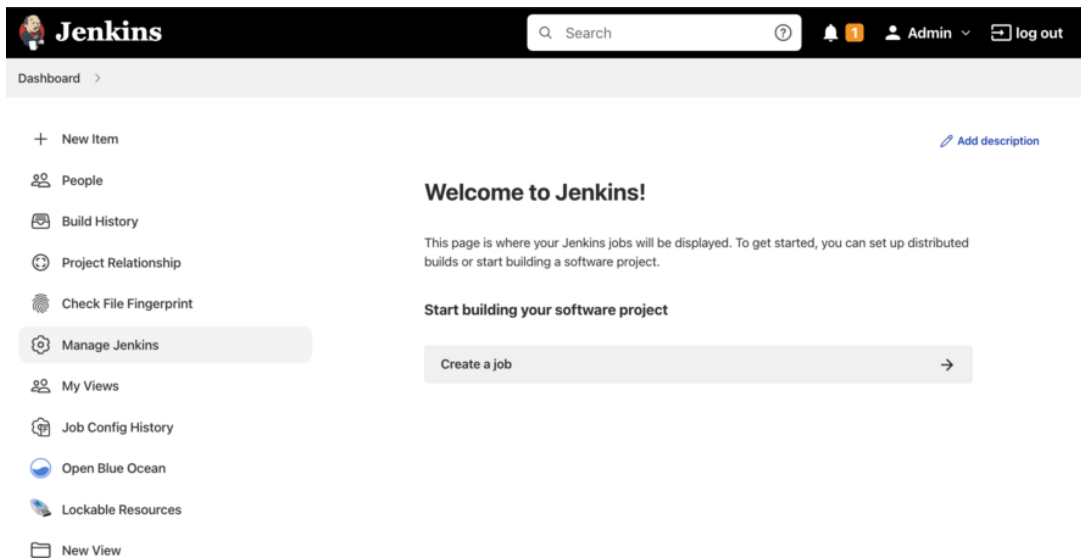 Jenkins
Search
1
Admin
log out
Dashboard
New Item
People
Build History
Project Relationship
Check File Fingerprint
Manage Jenkins
My Views
Job Config History
Open Blue Ocean
Lockable Resources
New View
Add description
Welcome to Jenkins!
This page is where your Jenkins jobs will be displayed. To get started, you can set up distributed
builds or start building a software project.
Start building your software project
Create a job